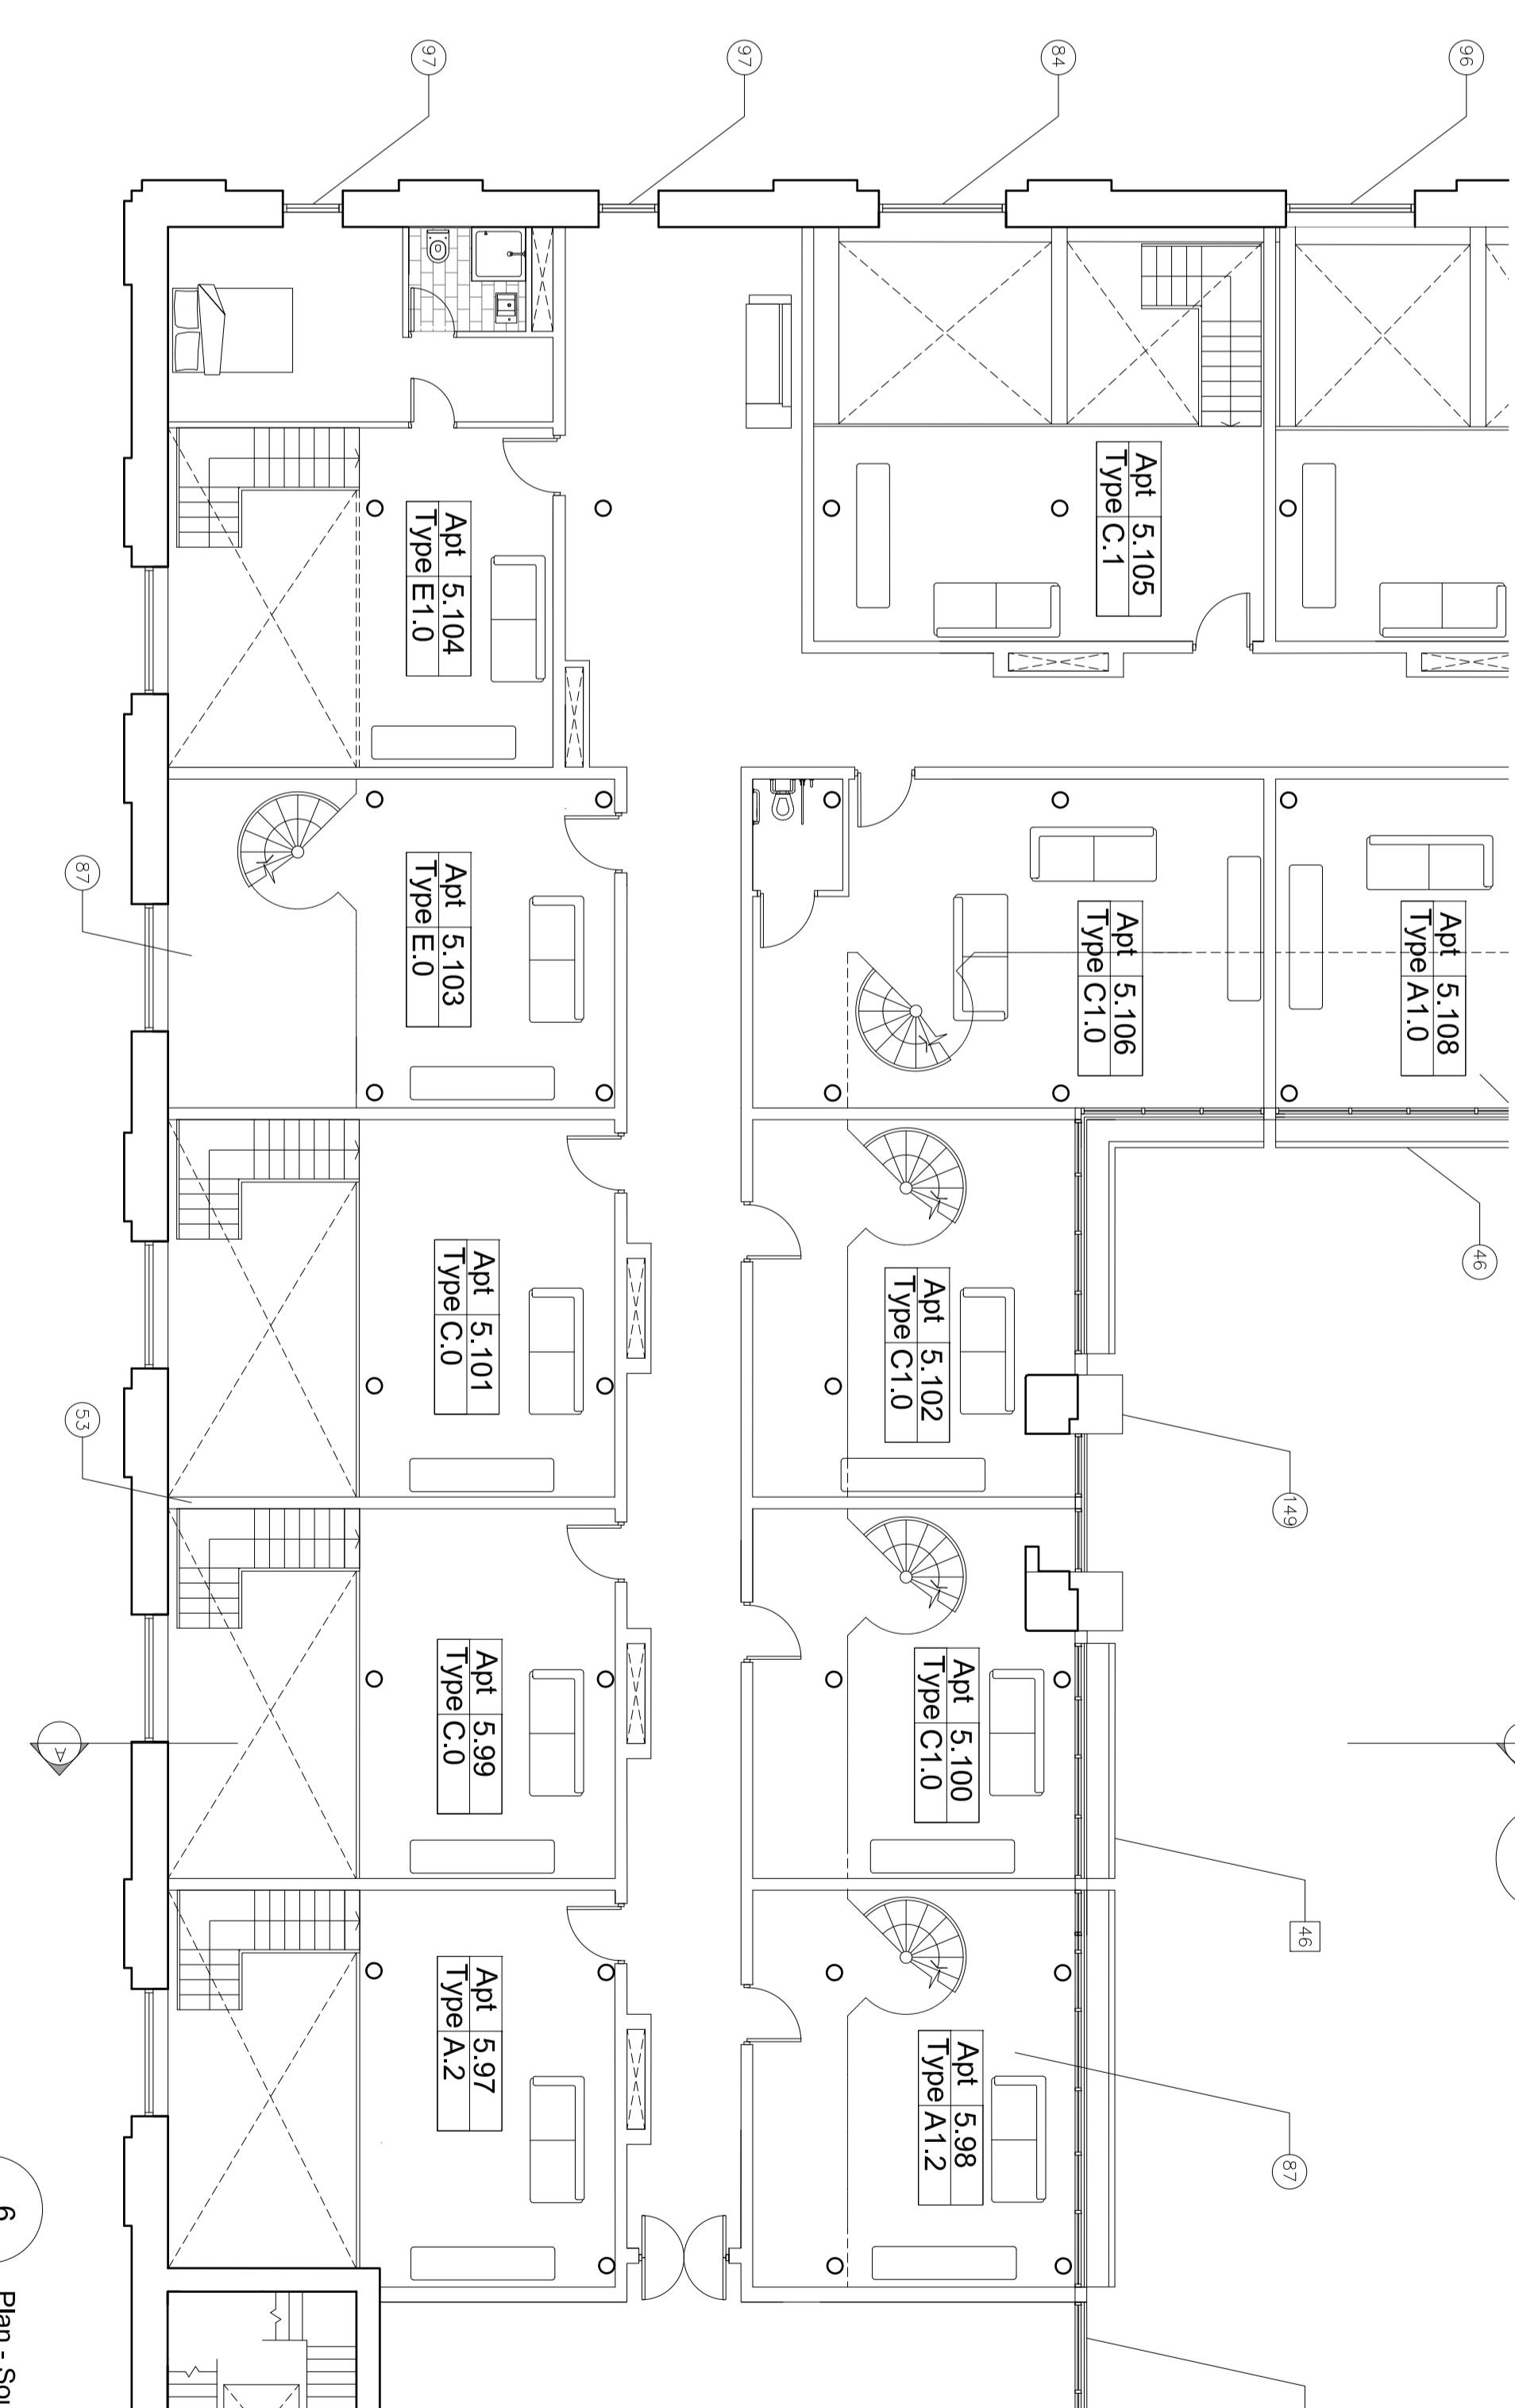 97
97
84
96
Apt 5.105
Type C.1
Apt 5.104
Type E1.0
Apt 5.103
Type E.0
87
Apt 5.106
Type C1.0
Apt 5.108
Type A1.0
46
Apt 5.101
Type C.0
Apt 5.102
Type C1.0
53
149
Apt 5.99
Type C.0
Apt 5.100
Type C1.0
A
46
Apt 5.97
Type A.2
Apt 5.98
Type A1.2
87
6
Plan -